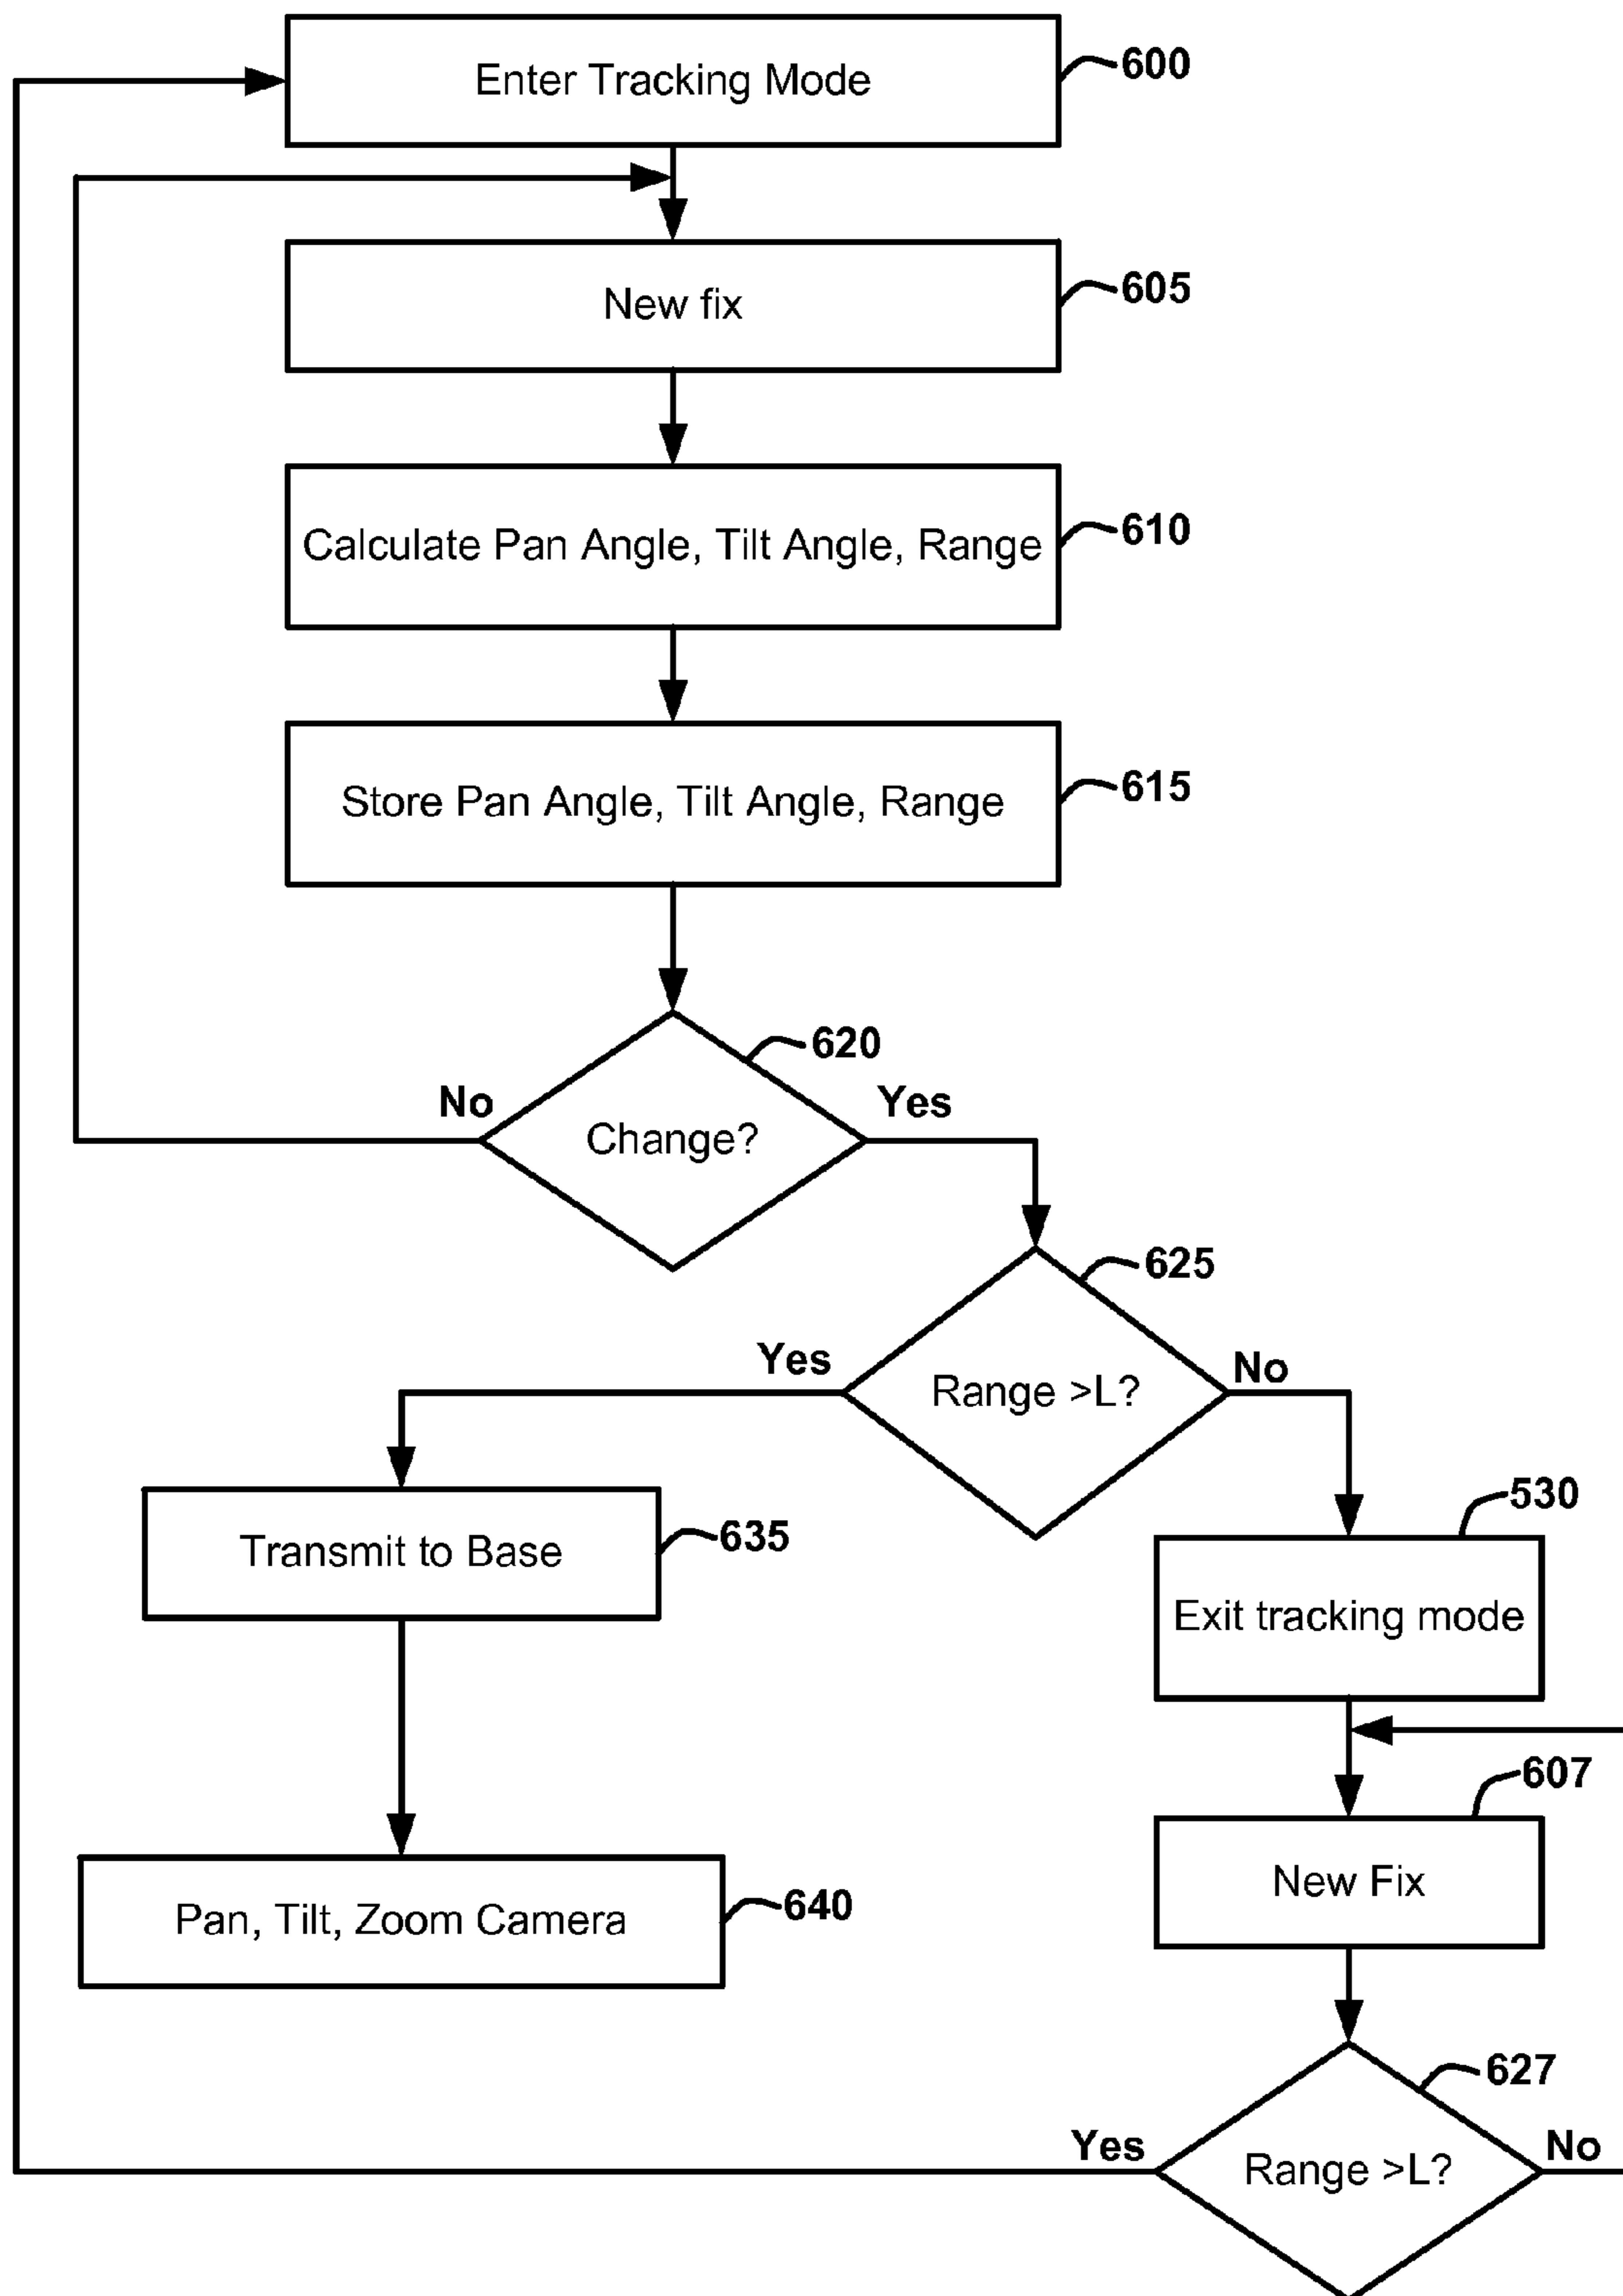 Enter Tracking Mode
600
New fix
605
Calculate Pan Angle, Tilt Angle, Range
610
Store Pan Angle, Tilt Angle, Range
615
620
No
Yes
Change?
625
Yes
No
Range >L?
530
635
Transmit to Base
Exit tracking mode
607
New Fix
640
Pan, Tilt, Zoom Camera
627
Yes
No
Range >L?